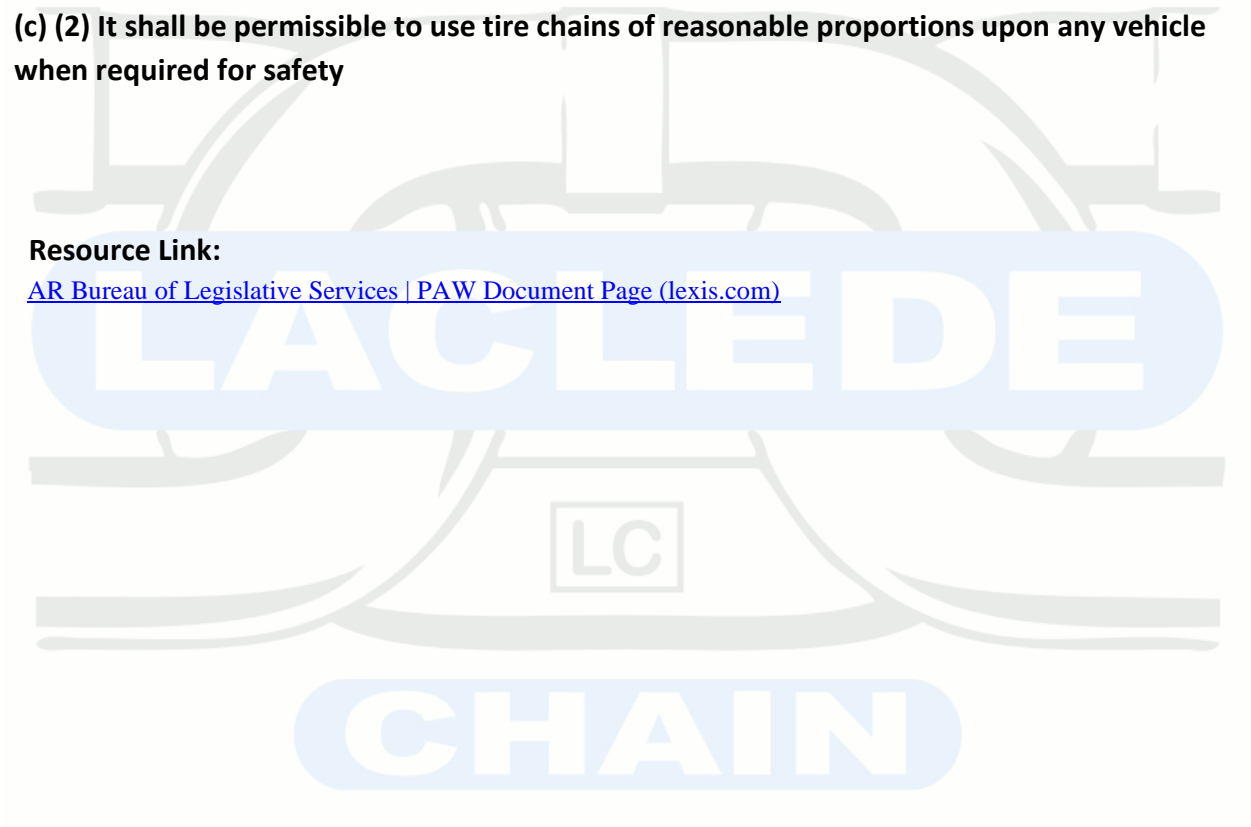 (c) (2) It shall be permissible to use tire chains of reasonable proportions upon any vehicle
when required for safety
Resource Link:
AR Bureau of Legislative Services | PAW Document Page (lexis.com)
LACLEDE
LC
CHAIN